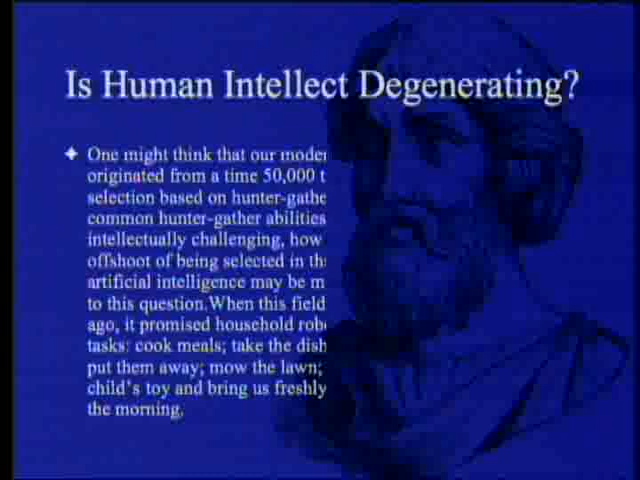 Is Human Intellect Degenerating?
One might think that our moder
originated from a time 50,000 t
selection based on hunter-gathe
common hunter-gather abilities
intellectually challenging, how
offshoot of being selected in th
artificial intelligence may be m
to this question.When this field
ago, it promised household rob
tasks: cook meals; take the dish
put them away; mow the lawn;
child's toy and bring us freshly
the morning.